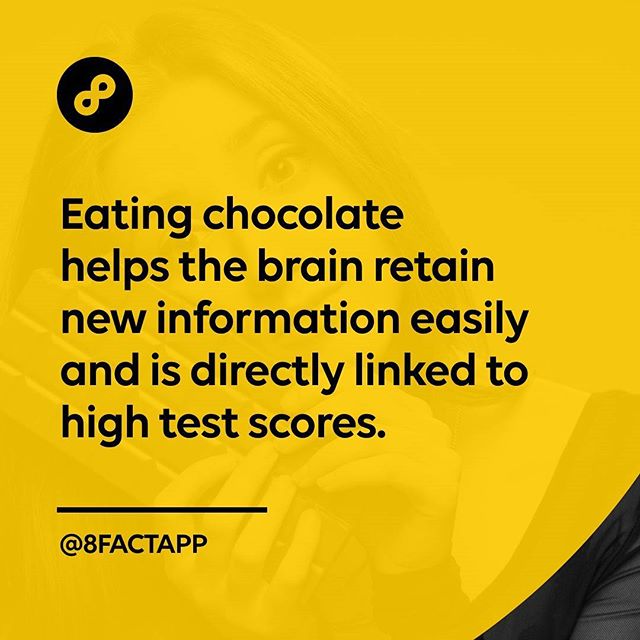 Eating chocolate
helps the brain retain
new information easily
and is directly linked to
high test scores.
@8FACTAPP